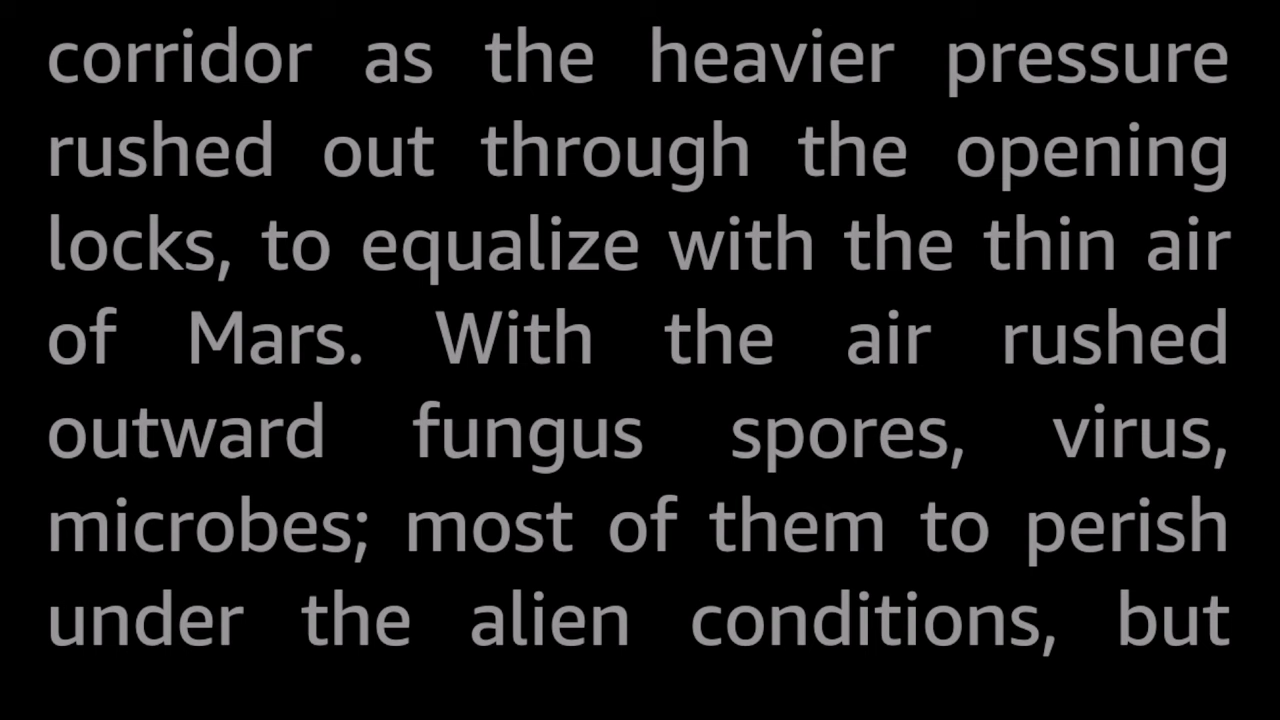 corridor as the heavier pressure
rushed out through the opening
locks, to equalize with the thin air
of Mars. With the air rushed
outward fungus spores, virus,
microbes; most of them to perish
under the alien conditions, but